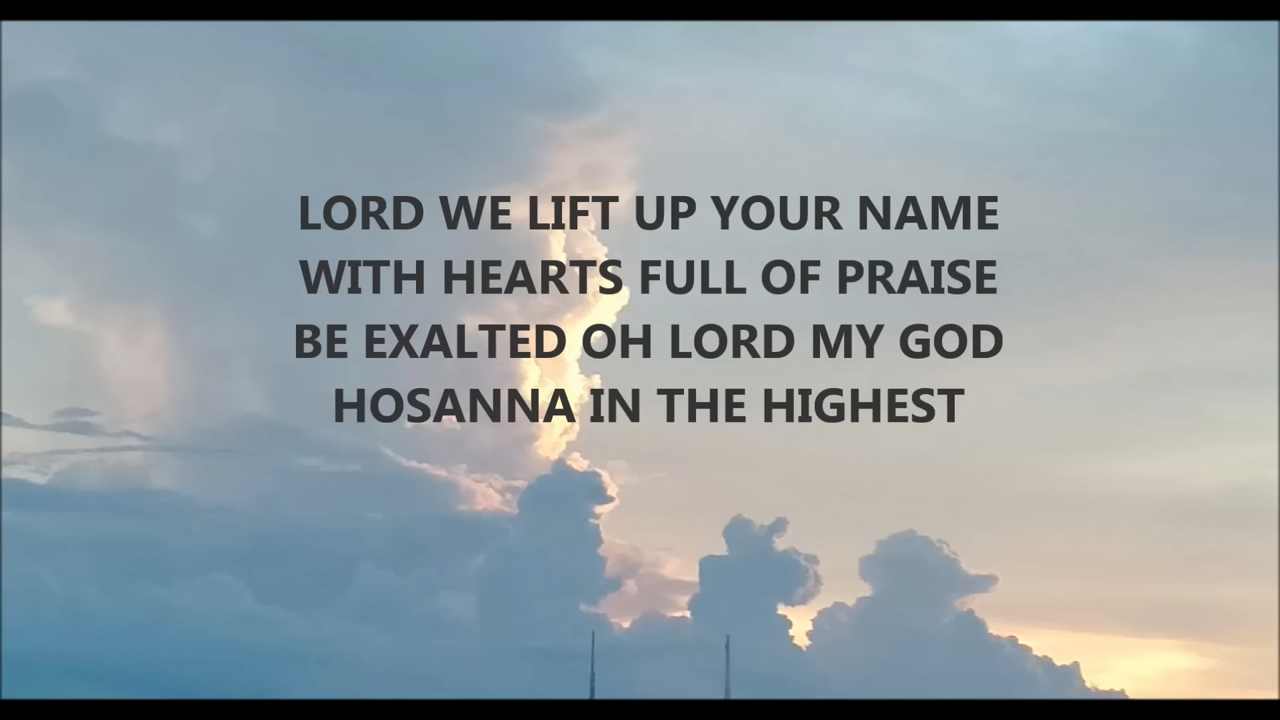 LORD WE LIFT UP YOUR NAME
WITH HEARTS FULL OF PRAISE
BE EXALTED OH LORD MY GOD
HOSANNA IN THE HIGHEST